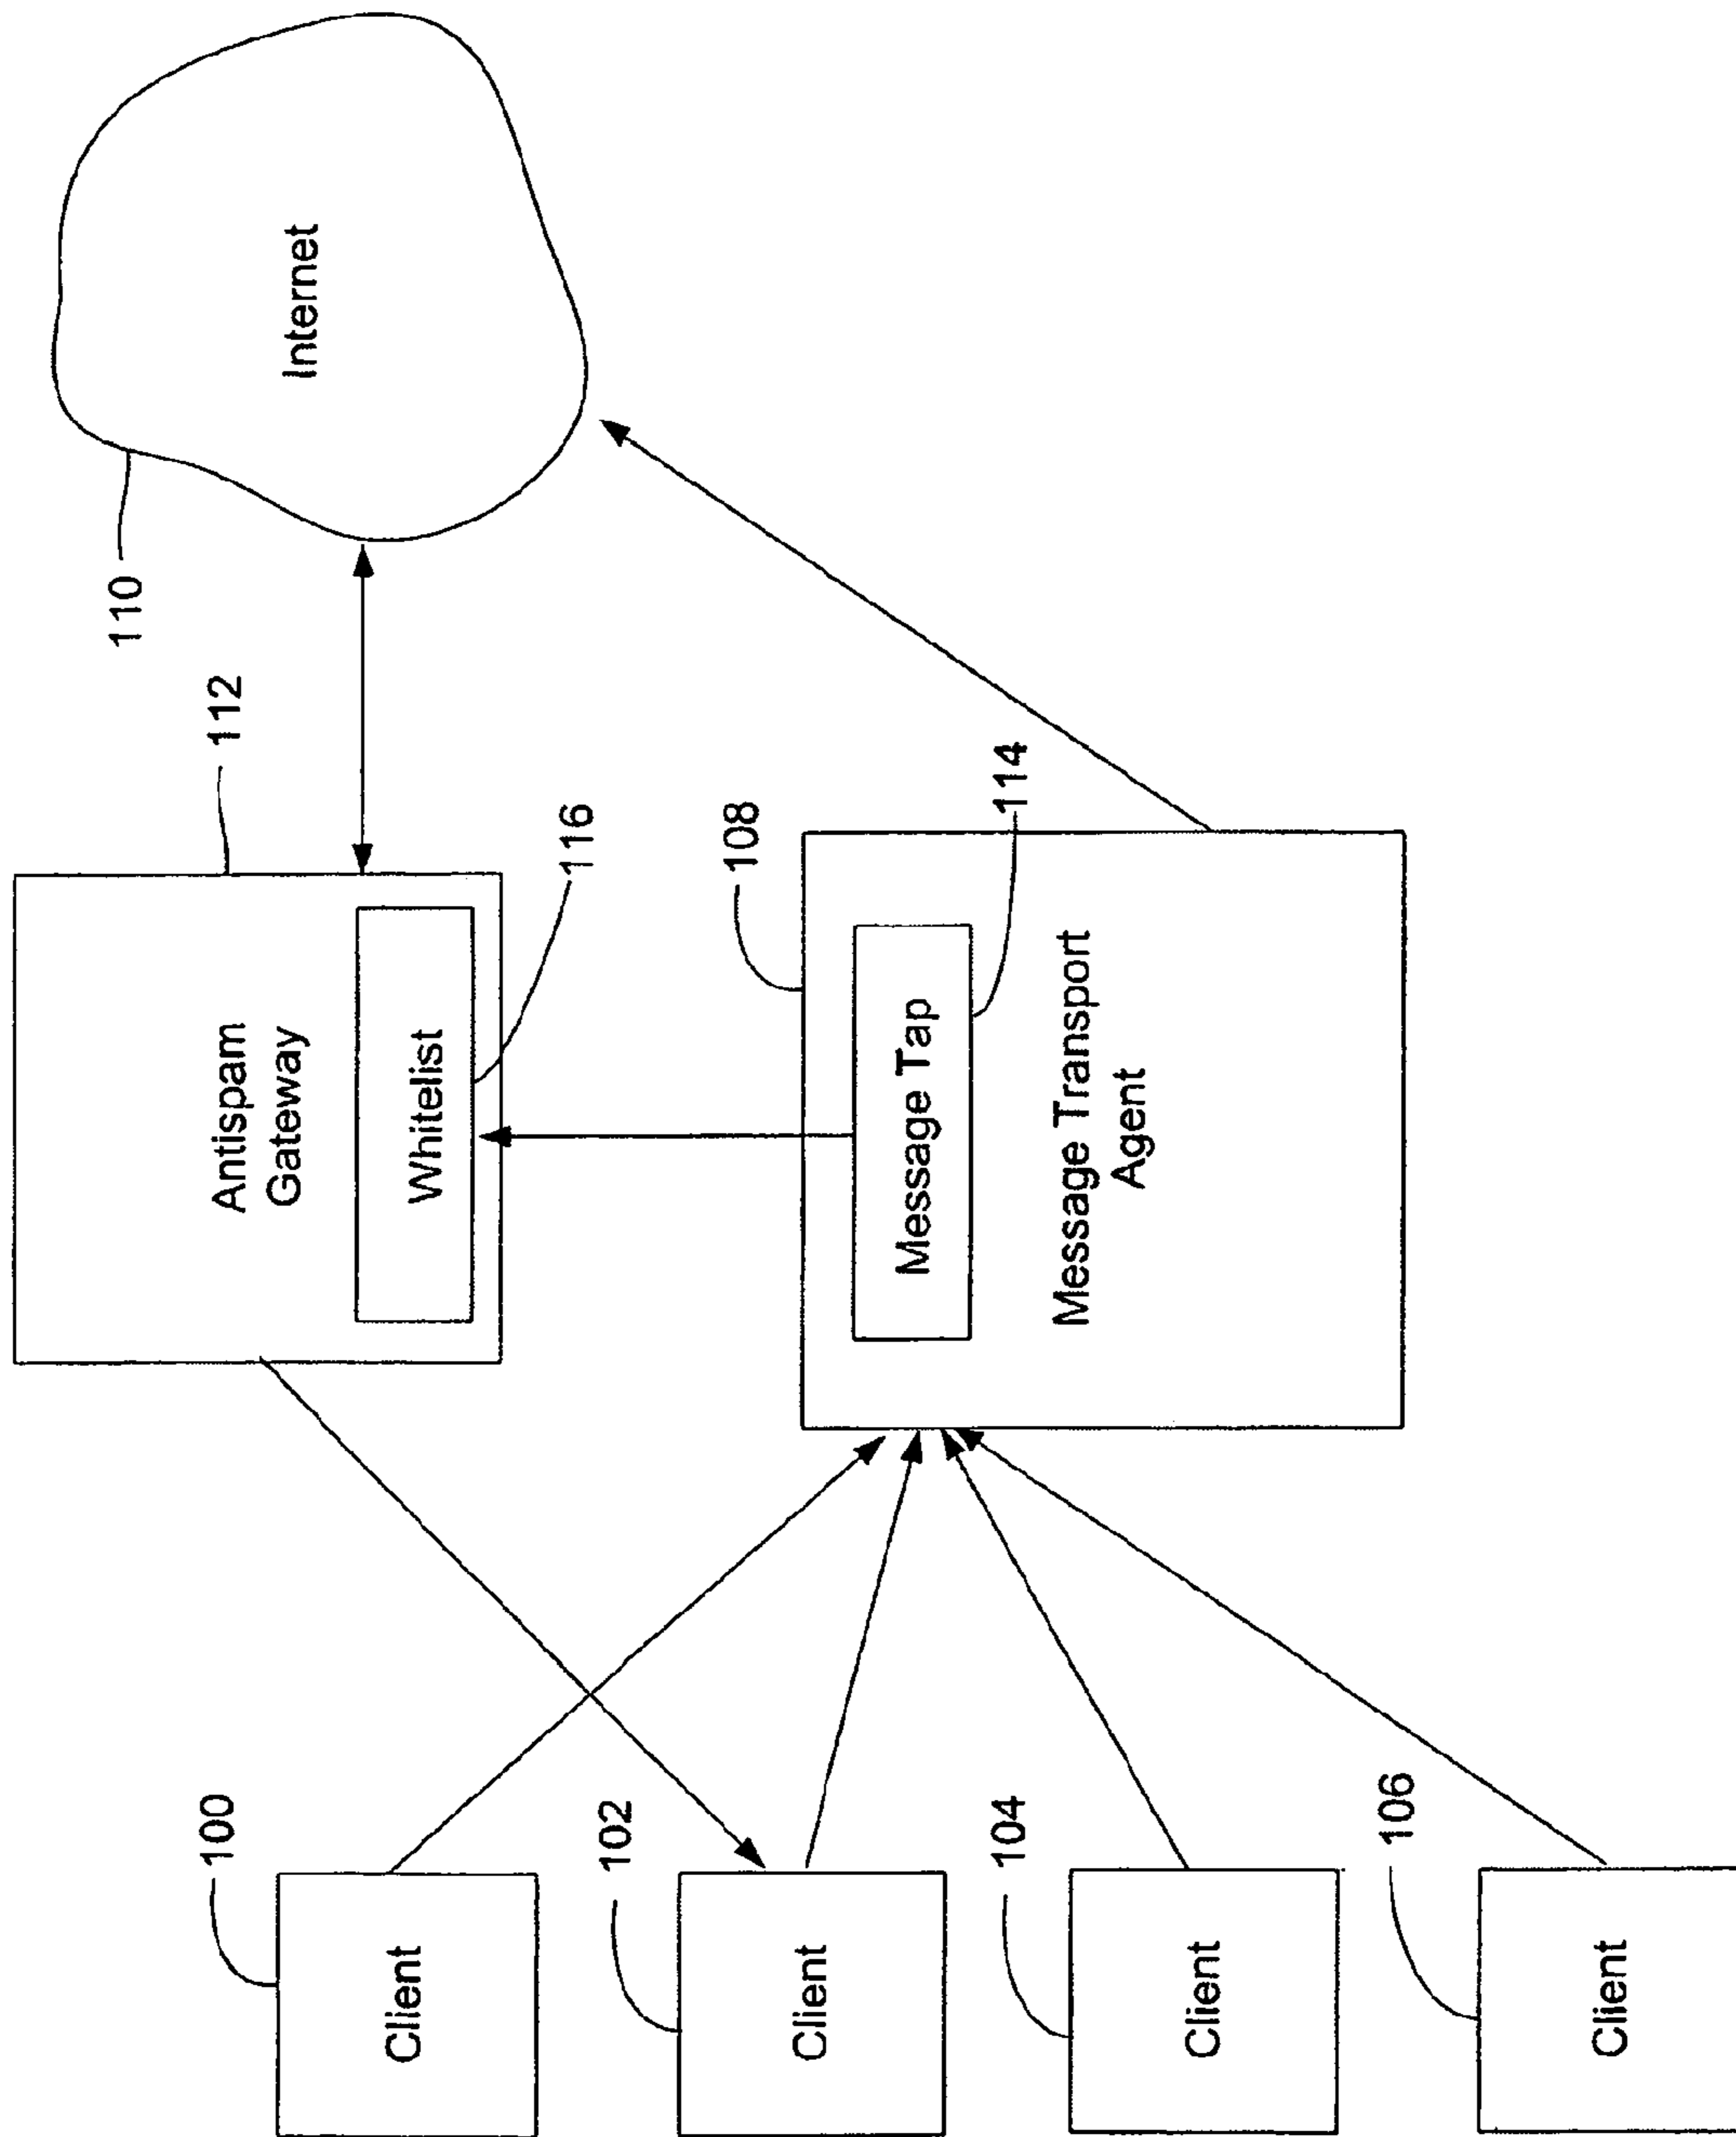 100
Client
102
Client
104
Client
106
Client
112
Antispam
Gateway
Whitelist
116
108
Message Tap
114
Message Transport
Agent
110
Internet